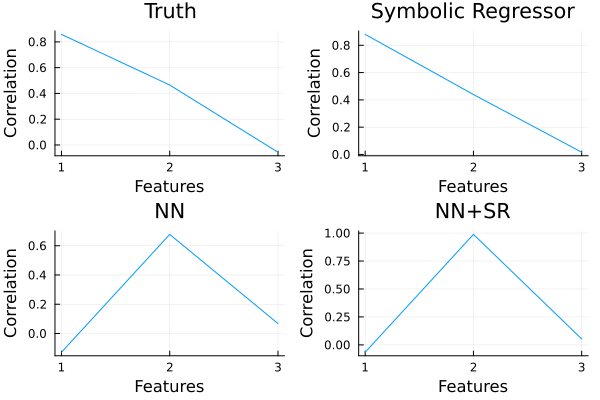 Truth
Correlation
0.8
0.6
0.4
0.2
0.0
1
2
3
Features
Symbolic Regressor
Correlation
0.8
0.6
0.4
0.2
0.0
1
2
3
Features
NN
Correlation
0.6
0.4
0.2
0.0
1
2
3
Features
NN+SR
Correlation
1.00
0.75
0.50
0.25
0.00
1
2
3
Features